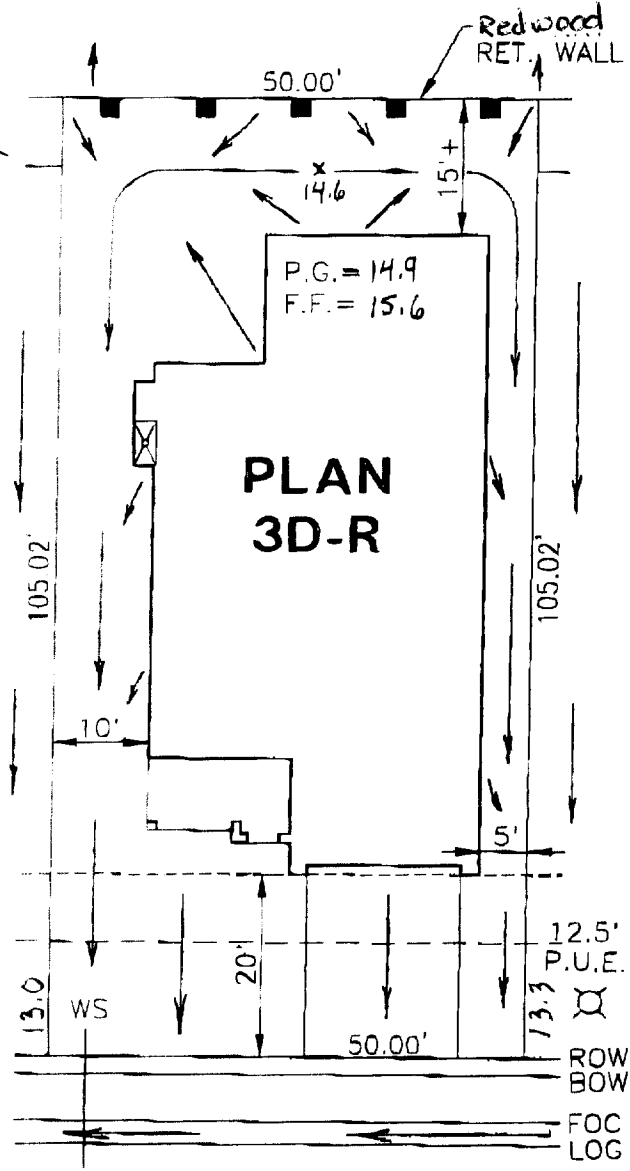 Redwood
RET. WALL
50.00'
x
14.6
15'+
P.G. = 14.9
F.F. = 15.6
PLAN
3D-R
105.02'
105.02'
10'
5'
12.5'
P.U.E.
20'
13.0
13.3
WS
50.00'
ROW
BOW
FOC
LOG